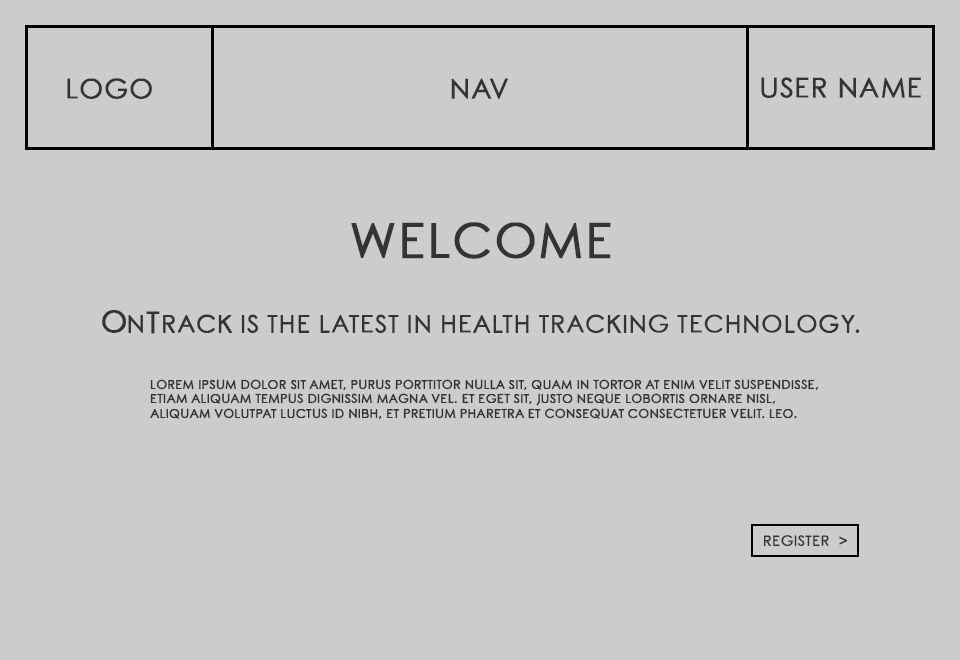 LOGO NAV USER NAME
WELCOME
OnTrack is the latest in health tracking technology.
LOREM IPSUM DOLOR SIT AMET, PURUS PORTTITOR NULLA SIT, QUAM IN TORTOR AT ENIM VELIT SUSPENDISSE,
ETIAM ALIQUAM TEMPUS DIGNISSIM MAGNA VEL. ET EGET SIT, JUSTO NEQUE LOBORTIS ORNARE NISL,
ALIQUAM VOLUTPAT LUCTUS ID NIBH, ET PRETIUM PHARETRA ET CONSEQUAT CONSECTETUER VELIT. LEO.
REGISTER >